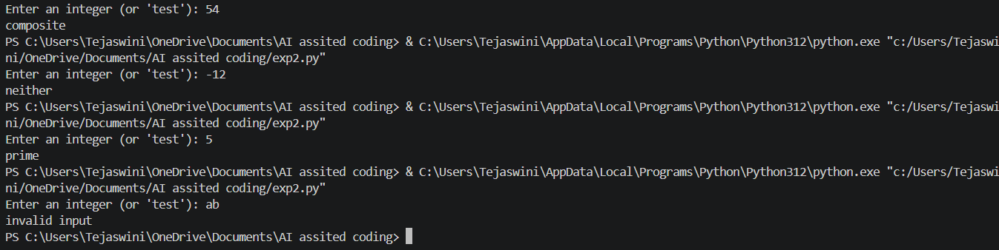 Enter an integer (or 'test'): 54
composite
PS C:\Users\Tejaswini\OneDrive\Documents\AI assited coding> & C:\Users\Tejaswini\AppData\Local\Programs\Python\Python312\python.exe "c:/Users/Tejaswi
ni/OneDrive/Documents/AI assited coding/exp2.py"
Enter an integer (or 'test'): -12
neither
PS C:\Users\Tejaswini\OneDrive\Documents\AI assited coding> & C:\Users\Tejaswini\AppData\Local\Programs\Python\Python312\python.exe "c:/Users/Tejaswi
ni/OneDrive/Documents/AI assited coding/exp2.py"
Enter an integer (or 'test'): 5
prime
PS C:\Users\Tejaswini\OneDrive\Documents\AI assited coding> & C:\Users\Tejaswini\AppData\Local\Programs\Python\Python312\python.exe "c:/Users/Tejaswi
ni/OneDrive/Documents/AI assited coding/exp2.py"
Enter an integer (or 'test'): ab
invalid input
PS C:\Users\Tejaswini\OneDrive\Documents\AI assited coding>